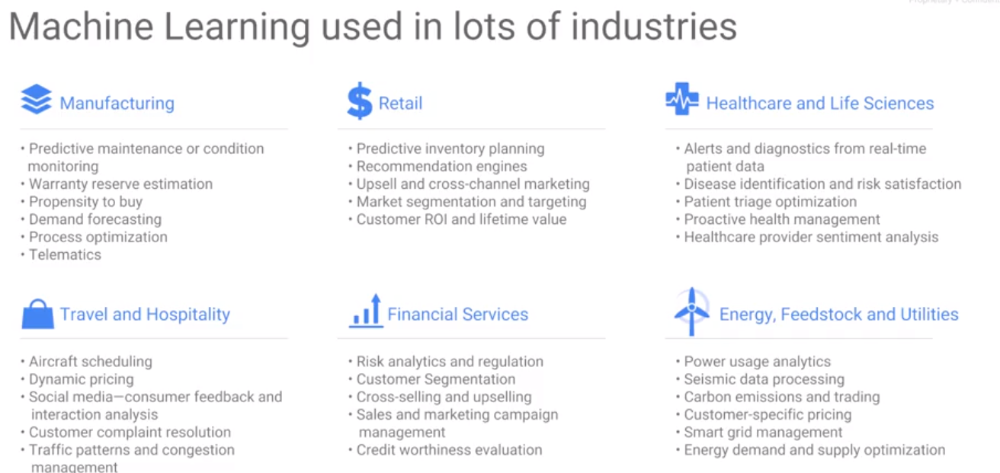 Proprietary + Confident
Machine Learning used in lots of industries
Manufacturing
• Predictive maintenance or condition
monitoring
• Warranty reserve estimation
• Propensity to buy
• Demand forecasting
• Process optimization
• Telematics
Retail
• Predictive inventory planning
• Recommendation engines
• Upsell and cross-channel marketing
• Market segmentation and targeting
• Customer ROI and lifetime value
Healthcare and Life Sciences
• Alerts and diagnostics from real-time
patient data
• Disease identification and risk satisfaction
• Patient triage optimization
• Proactive health management
• Healthcare provider sentiment analysis
Travel and Hospitality
• Aircraft scheduling
• Dynamic pricing
• Social media—consumer feedback and
interaction analysis
• Customer complaint resolution
• Traffic patterns and congestion
management
Financial Services
• Risk analytics and regulation
• Customer Segmentation
• Cross-selling and upselling
• Sales and marketing campaign
management
• Credit worthiness evaluation
Energy, Feedstock and Utilities
• Power usage analytics
• Seismic data processing
• Carbon emissions and trading
• Customer-specific pricing
• Smart grid management
• Energy demand and supply optimization